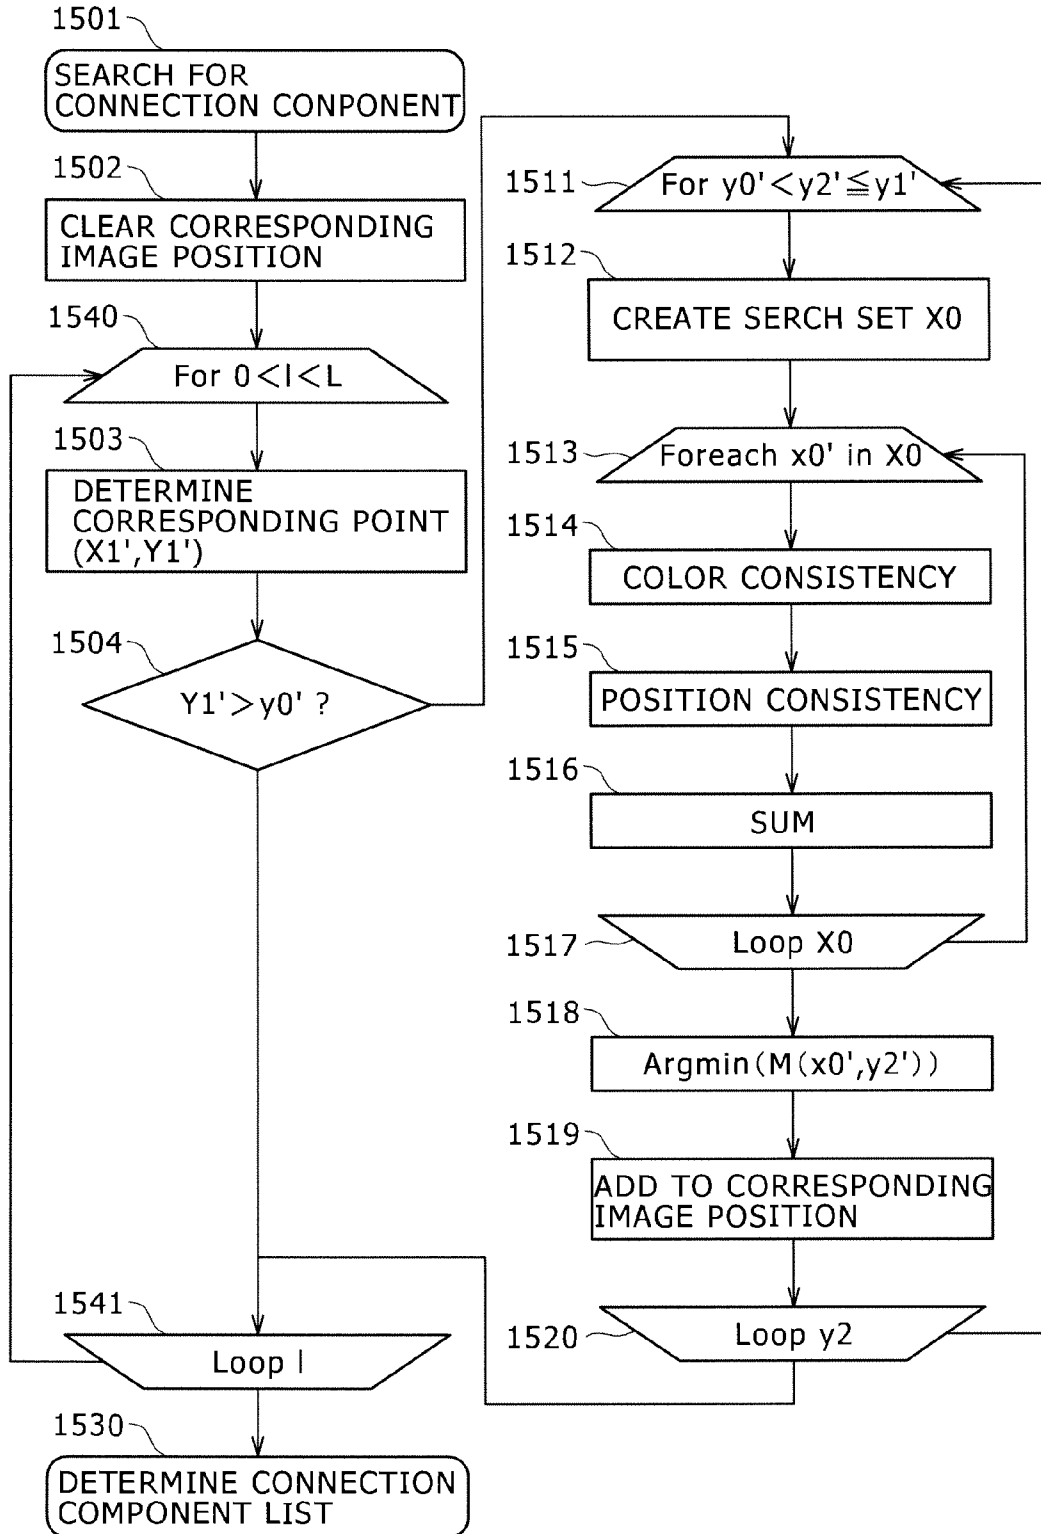 1501
SEARCH FOR
CONNECTION CONPONENT
1502
CLEAR CORRESPONDING
IMAGE POSITION
1540
For 0<l<L
1503
DETERMINE
CORRESPONDING POINT
(X1',Y1')
1504
Y1'>y0' ?
1541
Loop l
1530
DETERMINE CONNECTION
COMPONENT LIST
1511
For y0'<y2'≦y1'
1512
CREATE SERCH SET X0
1513
Foreach x0' in X0
1514
COLOR CONSISTENCY
1515
POSITION CONSISTENCY
1516
SUM
1517
Loop X0
1518
Argmin(M(x0',y2'))
1519
ADD TO CORRESPONDING
IMAGE POSITION
1520
Loop y2